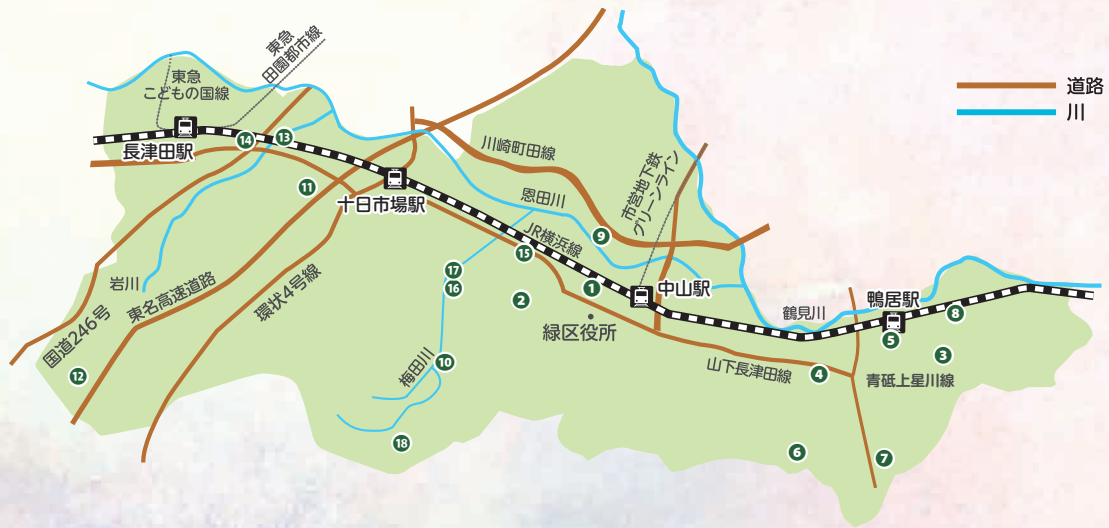 東急
田園都市線
東急
こどもの国線
道路
川
長津田駅
14
13
川崎町田線
市営地下鉄
グリーンライン
11
十日市場駅
恩田川
JR横浜線
9
15
岩川
東名高速道路
環状4号線
17
16
2
1
中山駅
緑区役所
鶴見川
鴨居駅
8
5
3
国道246号
12
梅田川
10
山下長津田線
4
青砥上星川線
18
6
7